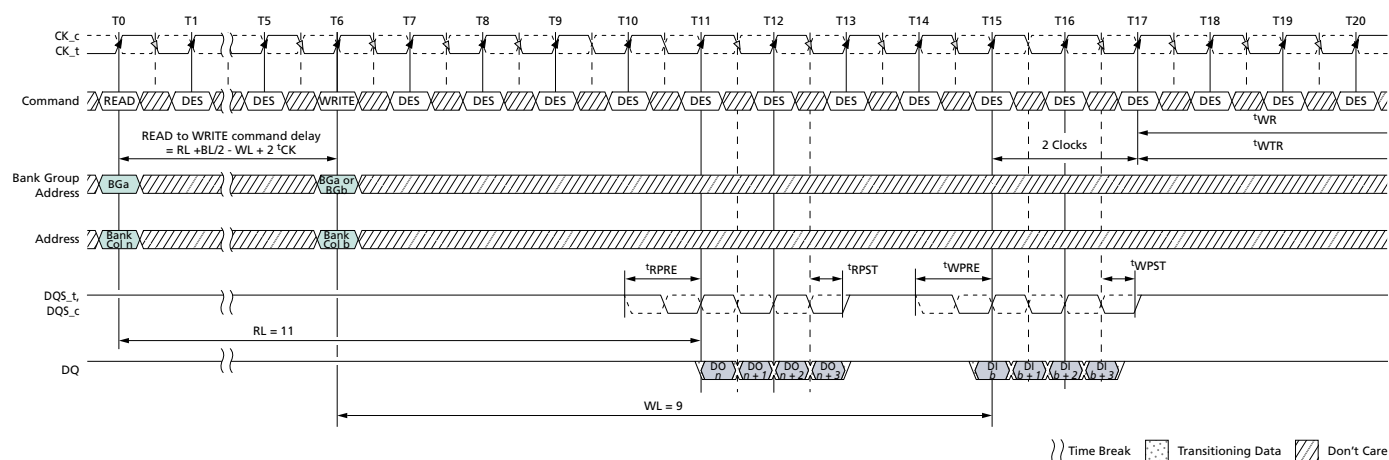 T0 T1 T5 T6 T7 T8 T9 T10 T11 T12 T13 T14 T15 T16 T17 T18 T19 T20
CK_c
CK_t
Command READ DES DES WRITE DES DES DES DES DES DES DES DES DES DES DES DES DES DES
tWR
READ to WRITE command delay
= RL +BL/2 - WL + 2 tCK
2 Clocks
tWTR
Bank Group
Address
BGa
BGa or
BGb
Address
Bank
Col n
Bank
Col b
tRPRE tRPST tWPRE tWPST
DQS_t,
DQS_c
RL = 11
DQ
DO
n
DO
n + 1
DO
n + 2
DO
n + 3
DI
b
DI
b + 1
DI
b + 2
DI
b + 3
WL = 9
Time Break Transitioning Data Don't Care